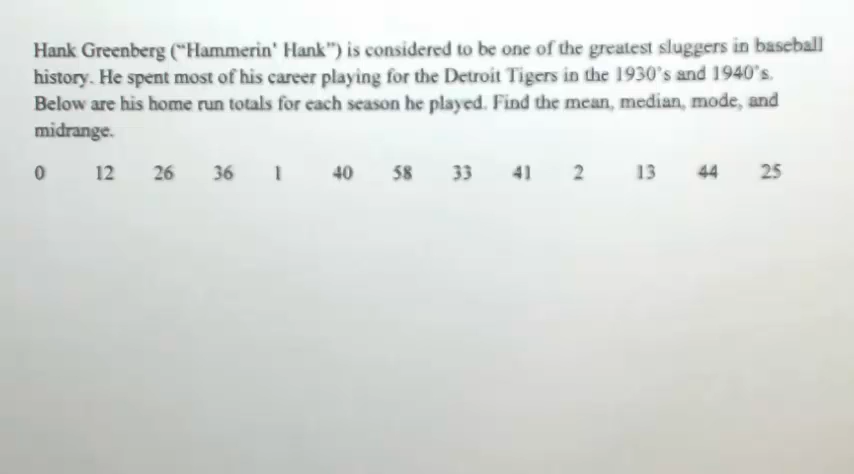 Hank Greenberg ("Hammerin' Hank") is considered to be one of the greatest sluggers in baseball
history. He spent most of his career playing for the Detroit Tigers in the 1930's and 1940's.
Below are his home run totals for each season he played. Find the mean, median, mode, and
midrange.
0 12 26 36 1 40 58 33 41 2 13 44 25